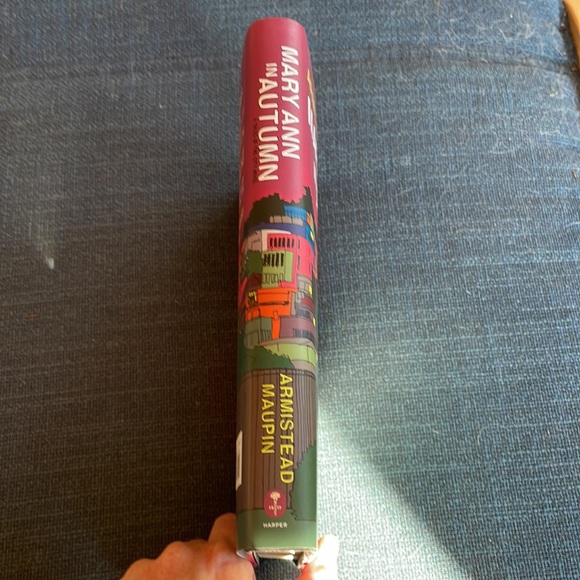 MARY ANN
IN AUTUMN
ARMISTEAD
MAUPIN
HARPER